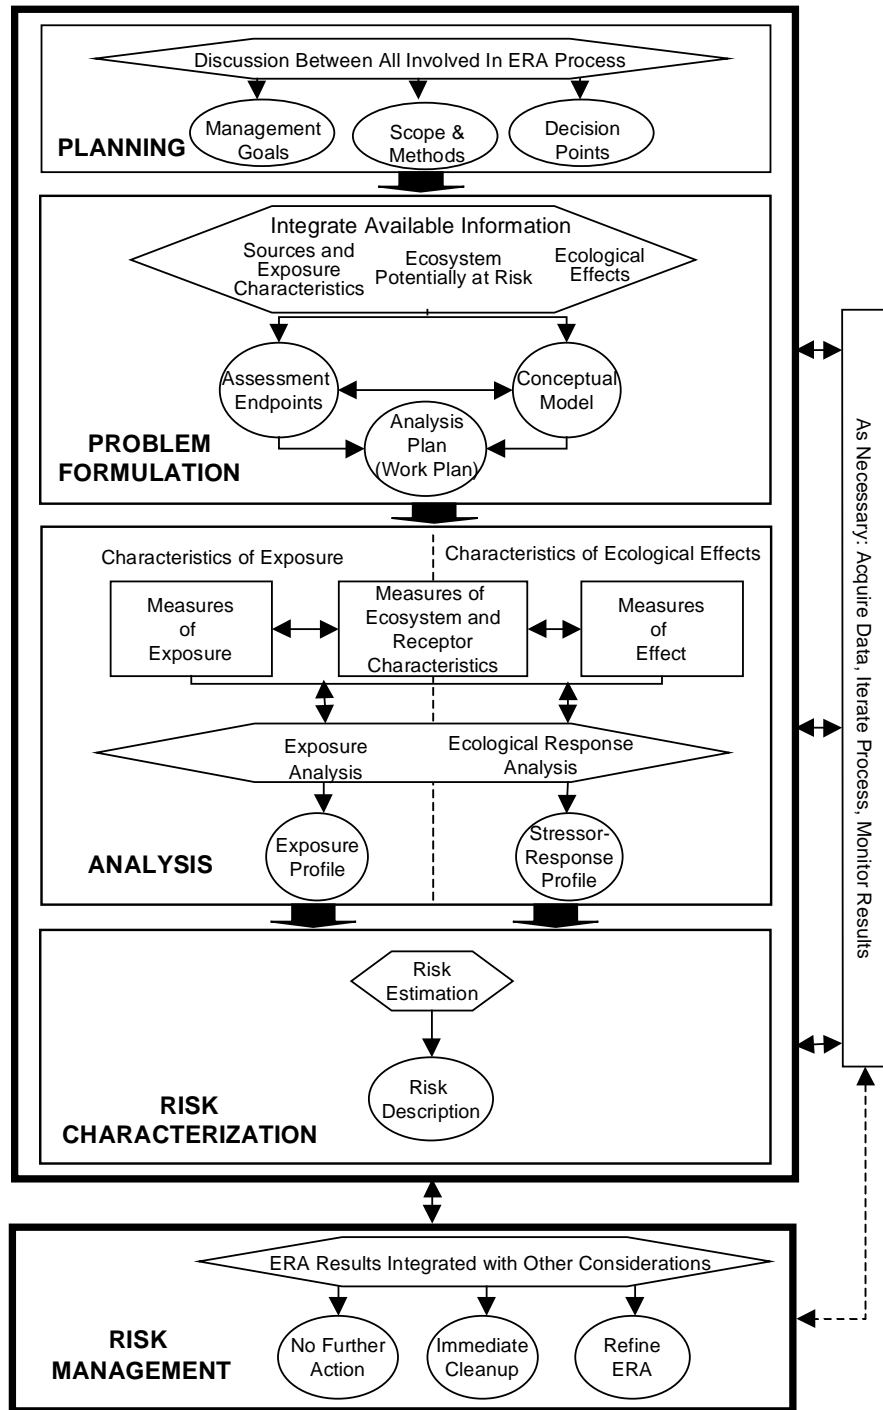 Discussion Between All Involved In ERA Process
Management
Goals
Scope &
Methods
Decision
Points
PLANNING
Integrate Available Information
Sources and
Exposure
Characteristics
Ecosystem
Potentially at Risk
Ecological
Effects
Assessment
Endpoints
Conceptual
Model
Analysis
Plan
(Work Plan)
PROBLEM
FORMULATION
Characteristics of Exposure
Characteristics of Ecological Effects
Measures
of
Exposure
Measures of
Ecosystem and
Receptor
Characteristics
Measures
of
Effect
Exposure
Analysis
Ecological Response
Analysis
Exposure
Profile
Stressor-
Response
Profile
ANALYSIS
Risk
Estimation
Risk
Description
RISK
CHARACTERIZATION
As Necessary: Acquire Data, Iterate Process, Monitor Results
ERA Results Integrated with Other Considerations
No Further
Action
Immediate
Cleanup
Refine
ERA
RISK
MANAGEMENT